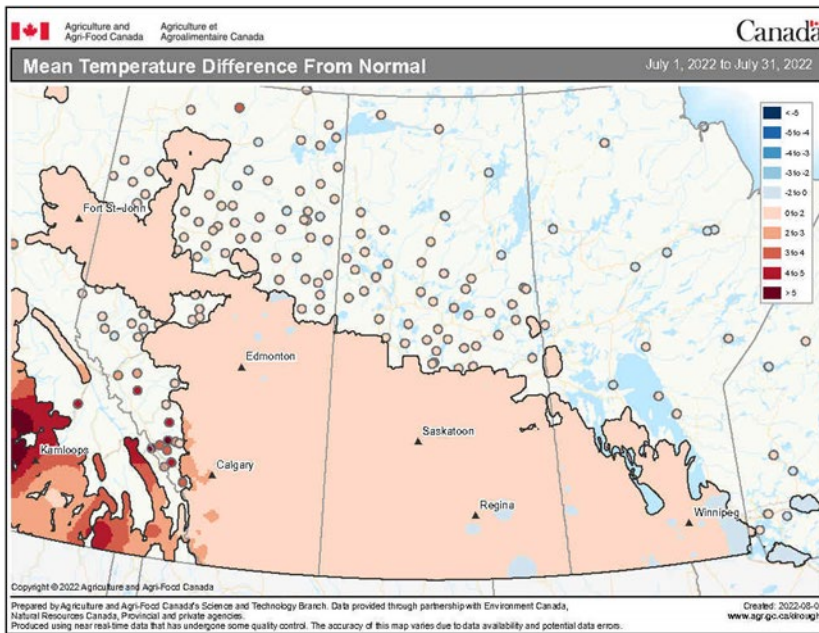 Agriculture and Agri-Food Canada
Agriculture et Agroalimentaire Canada
Canada
Mean Temperature Difference From Normal
July 1, 2022 to July 31, 2022
< -5
-5 to -4
-4 to -3
-3 to -2
-2 to 0
0 to 2
2 to 3
3 to 4
4 to 5
> 5
Fort St-John
Edmonton
Saskatoon
Kamloops
Calgary
Regina
Winnipeg
Copyright © 2022 Agriculture and Agri-Food Canada
Prepared by Agriculture and Agri-Food Canada's Science and Technology Branch. Data provided through partnership with Environment Canada,
Natural Resources Canada, Provincial and private agencies.
Produced using near real-time data that has undergone some quality control. The accuracy of this map varies due to data availability and potential data errors.
Created: 2022-08-0
www.agr.gc.ca/drough